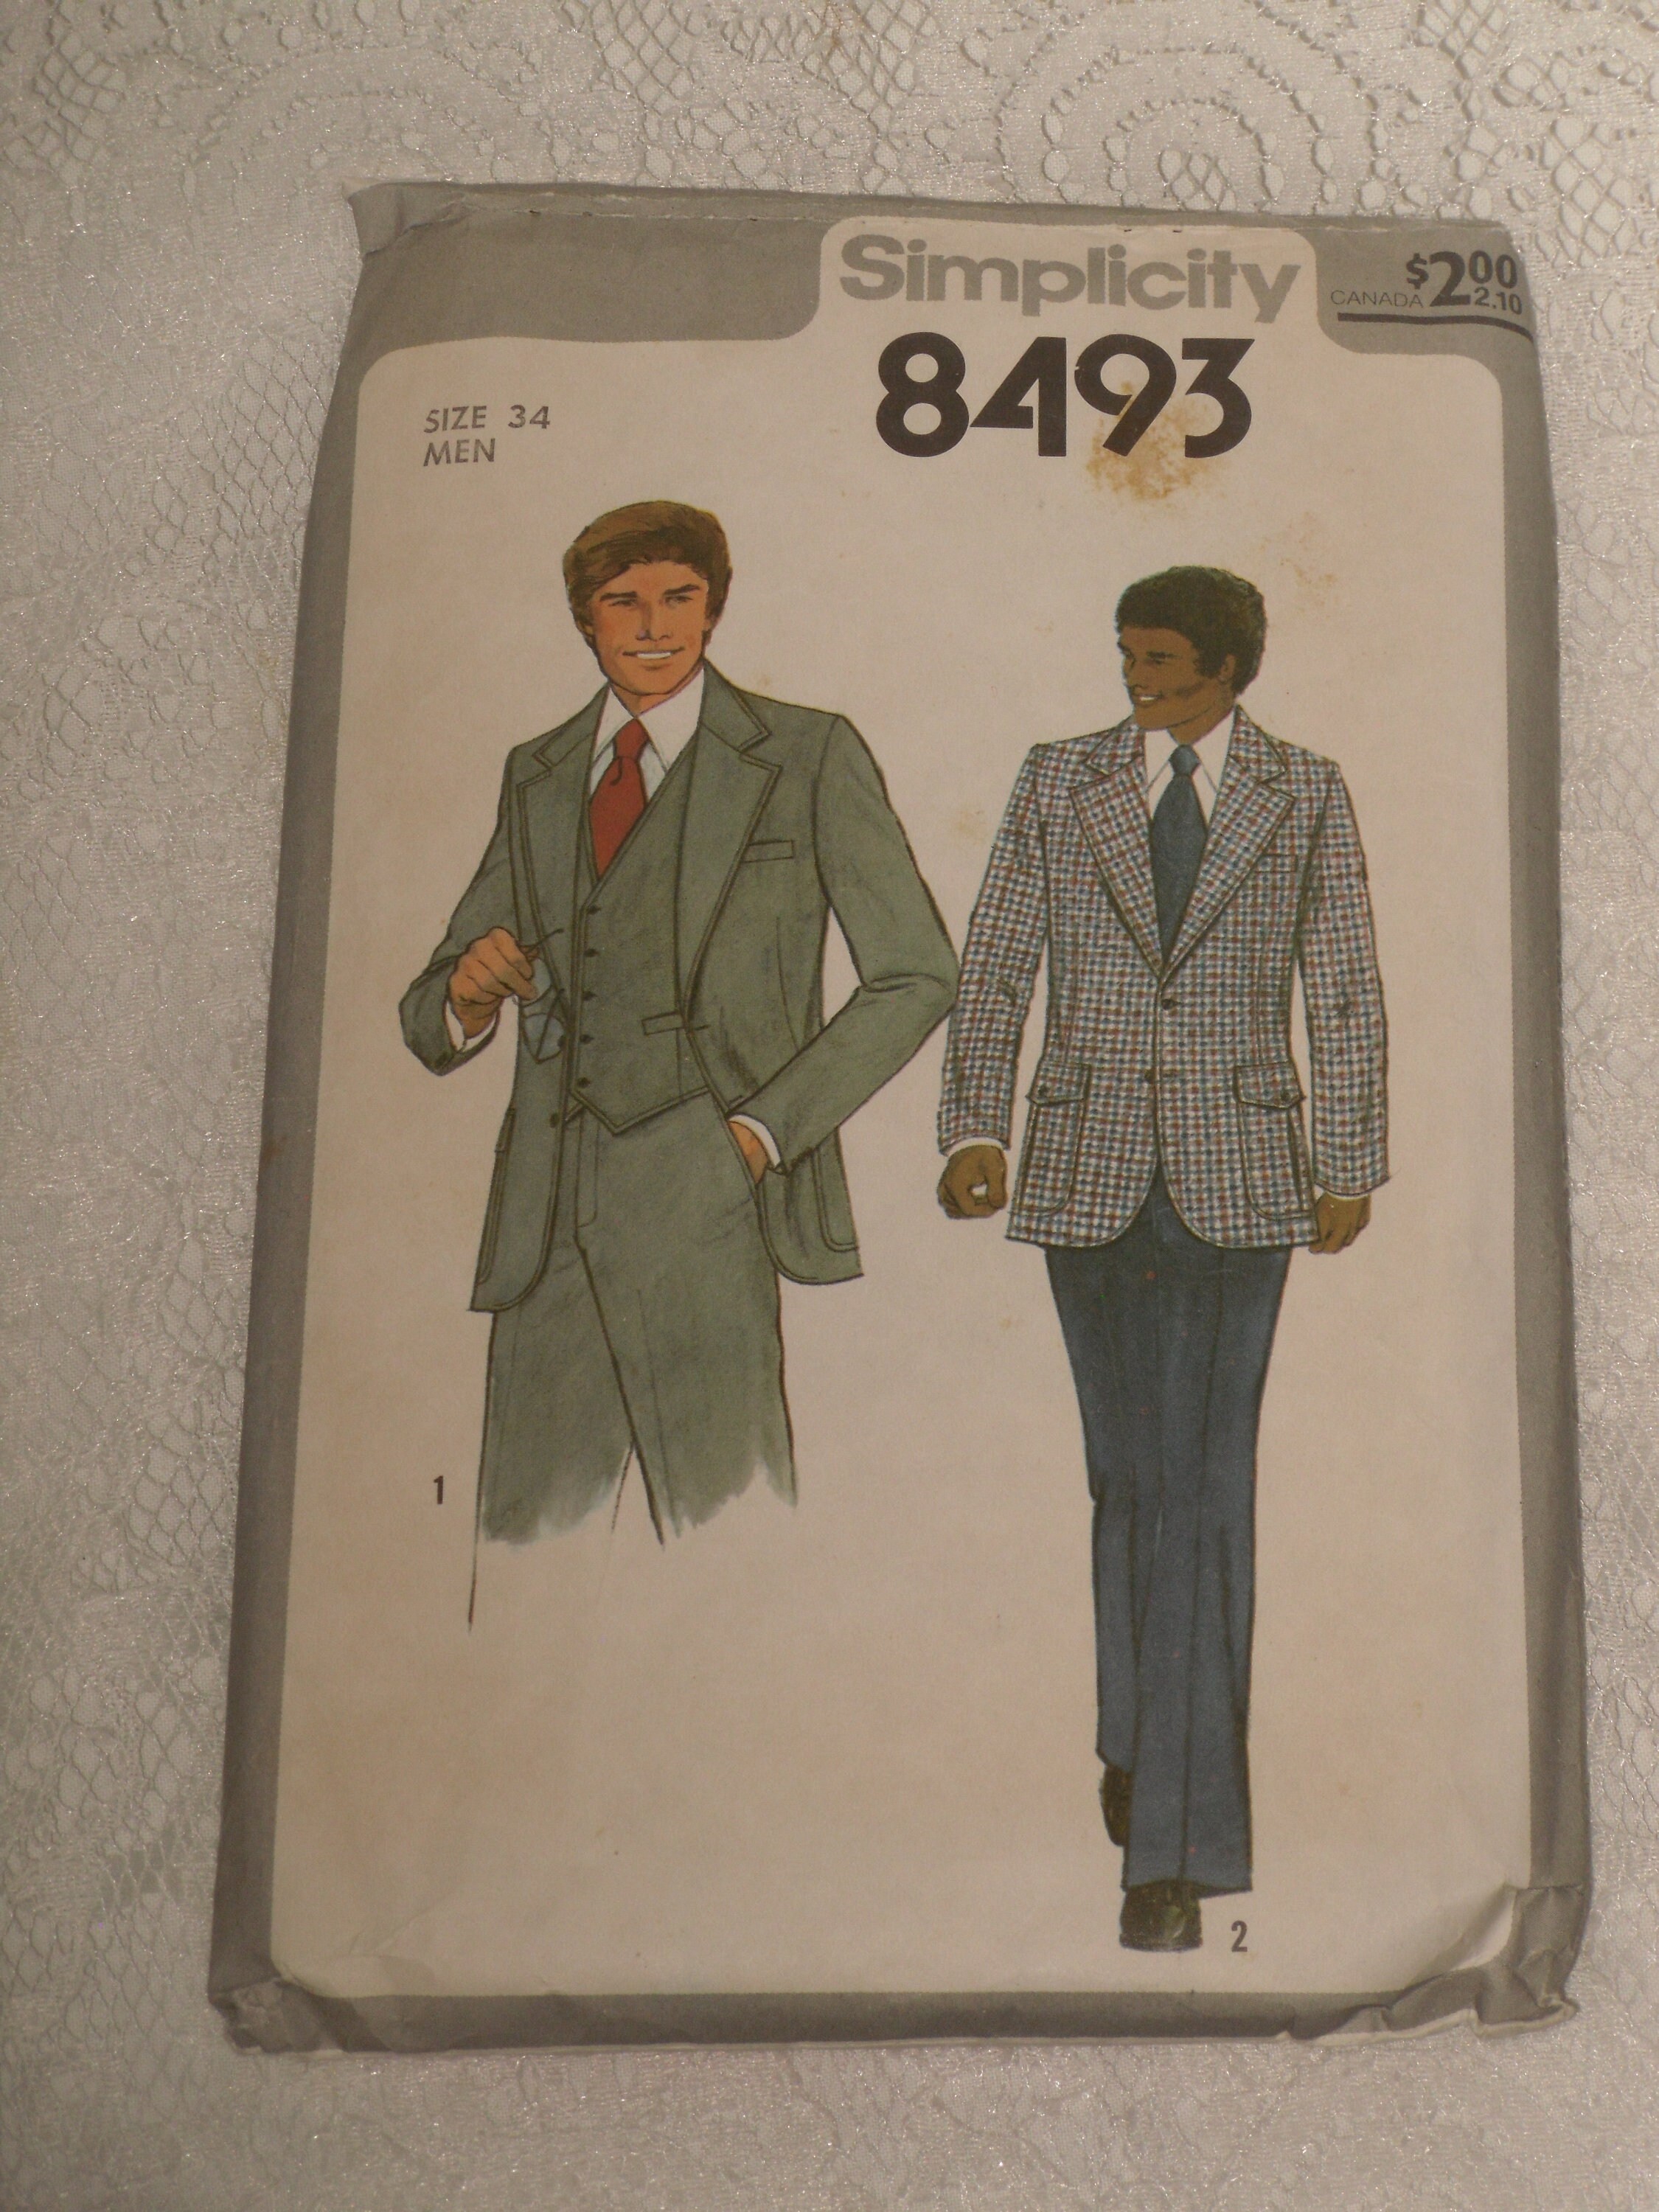 Simplicity
$2.00
CANADA 2.10
8493
SIZE 34
MEN
1
2